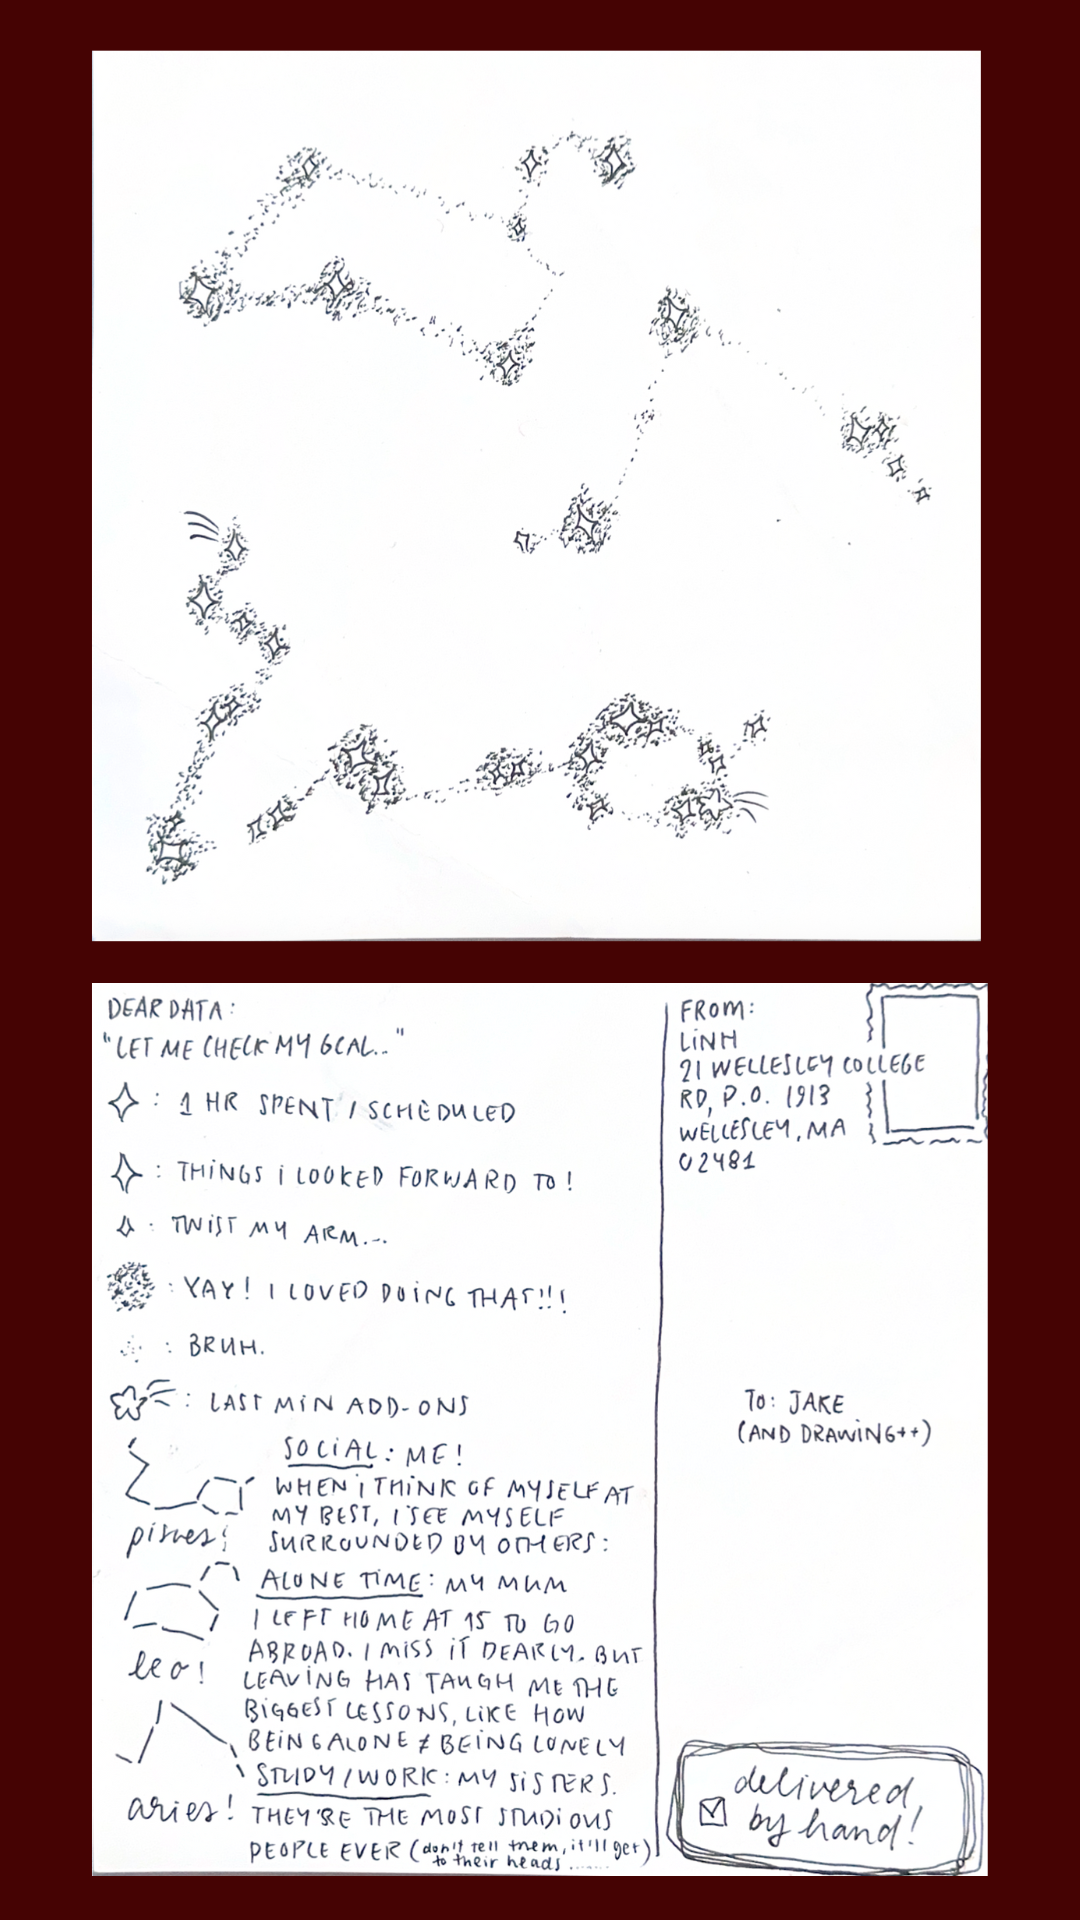 DEAR DATA:
"LET ME CHECK MY GCAL.."
: 1 HR SPENT / SCHEDULED
: THINGS I LOOKED FORWARD TO!
: TWIST MY ARM...
: YAY! I LOVED DOING THAT!!!
: BRUH.
: LAST MIN ADD-ONS
SOCIAL: ME!
WHEN I THINK OF MYSELF AT
MY BEST, I SEE MYSELF
SURROUNDED BY OTHERS:
pisces!
ALONE TIME: MY MUM
I LEFT HOME AT 15 TO GO
ABROAD. I MISS IT DEARLY. BUT
LEAVING HAS TAUGH ME THE
BIGGEST LESSONS, LIKE HOW
BEING ALONE ≠ BEING LONELY
leo!
STUDY/WORK: MY SISTERS.
THEY'RE THE MOST STUDIOUS
PEOPLE EVER (don't tell them, it'll get)
to their heads ......
aries!
FROM:
LINH
21 WELLESLEY COLLEGE
RD, P.O. 1913
WELLESLEY, MA
02481
TO: JAKE
(AND DRAWING++)
delivered
by hand!